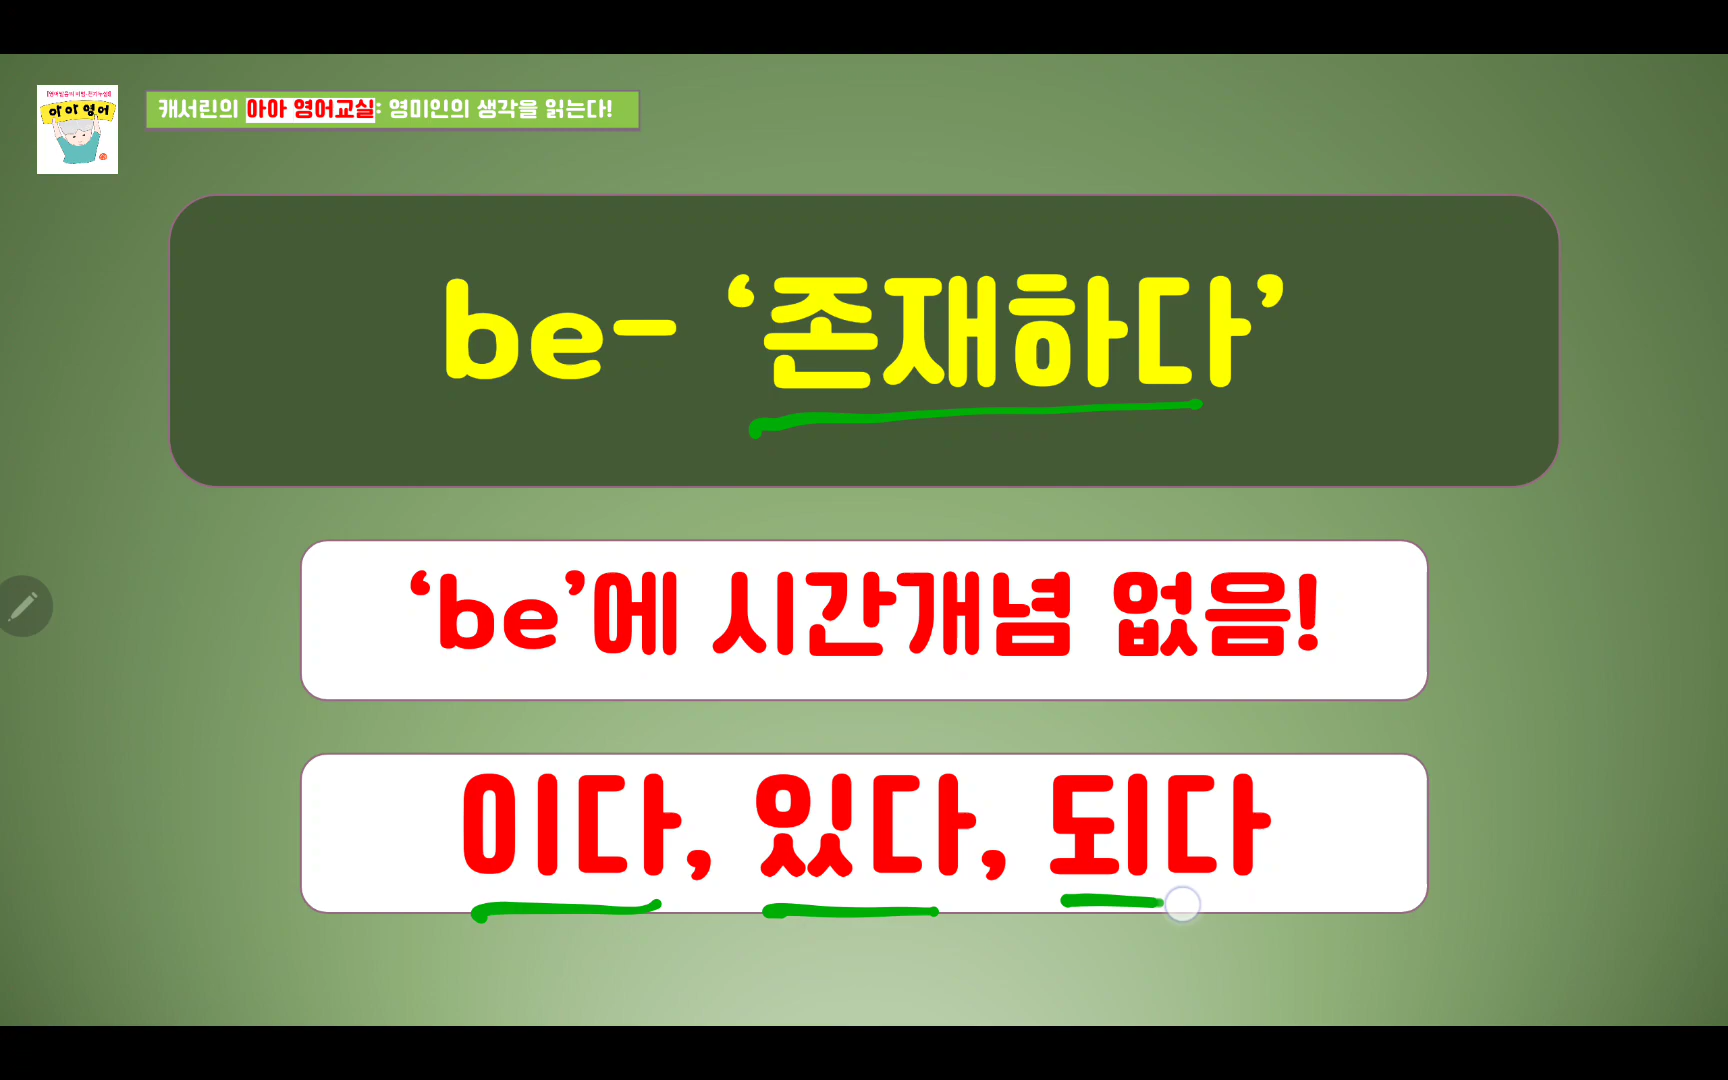 아아 영어
캐서린의 아아 영어교실: 영미인의 생각을 읽는다!
be- ‘존재하다’
‘be’에 시간개념 없음!
이다, 있다, 되다